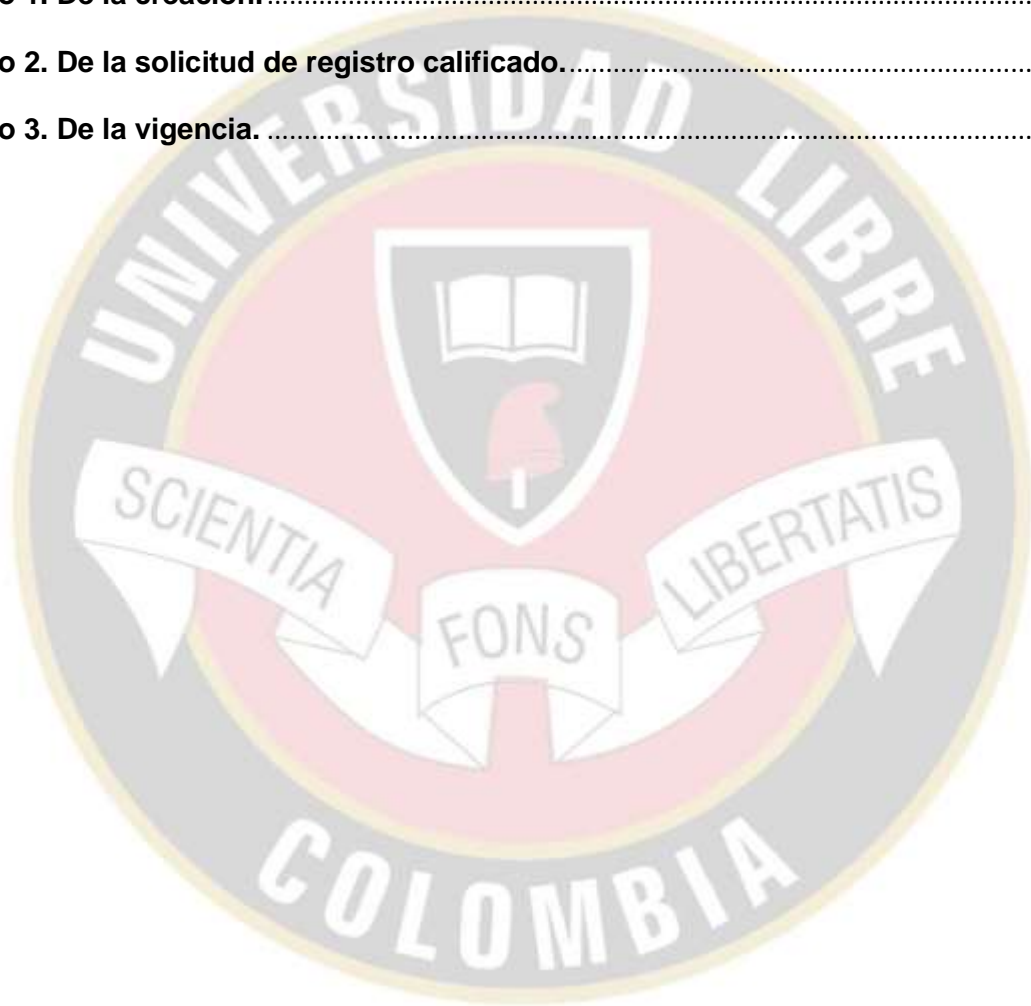 o 1. De la creación.
o 2. De la solicitud de registro calificado.
o 3. De la vigencia.
UNIVERSIDAD LIBRE
SCIENTIA
FONS
LIBERTATIS
COLOMBIA